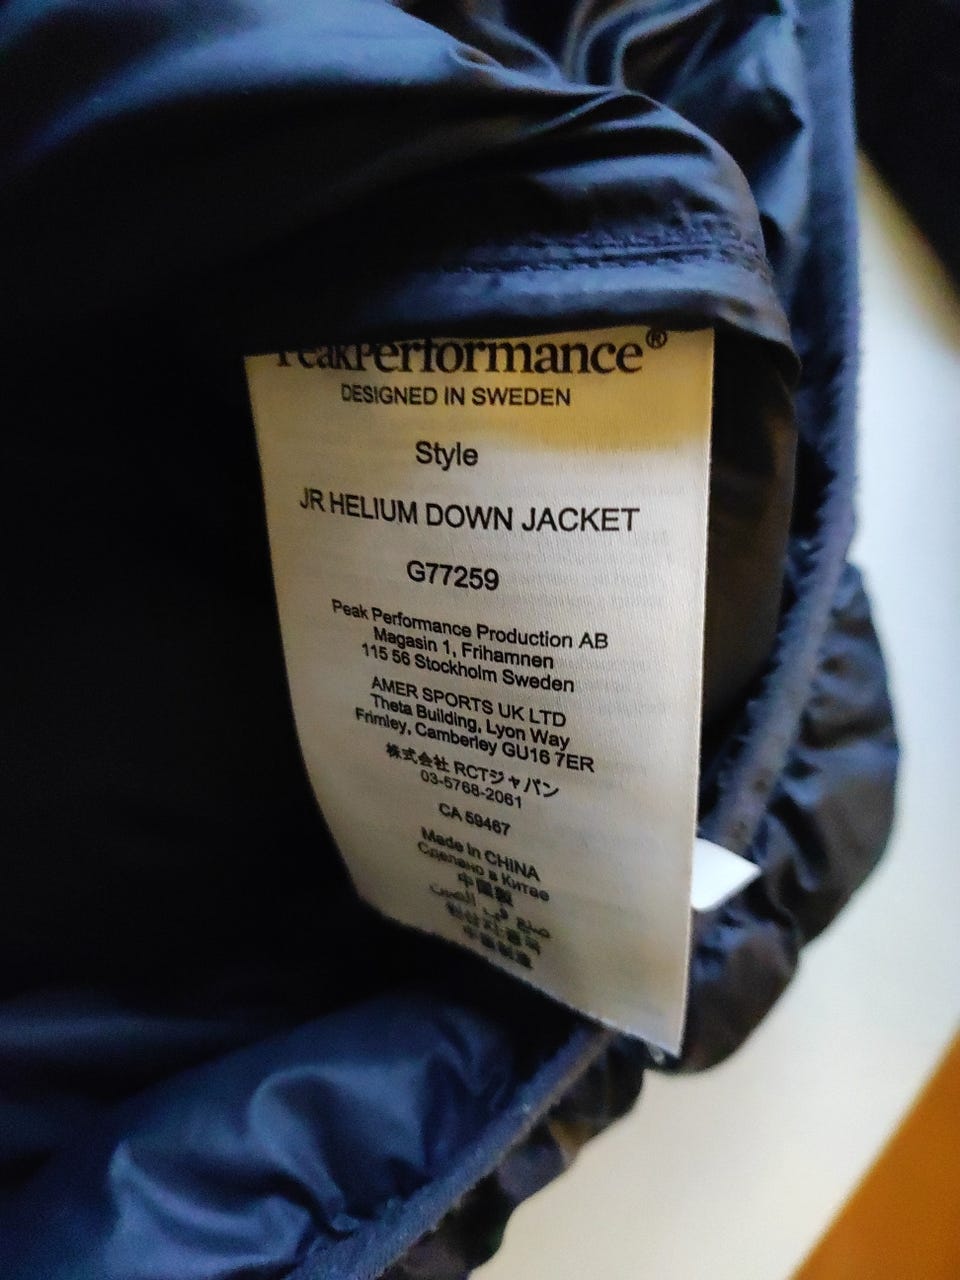 PeakPerformance®
DESIGNED IN SWEDEN
Style
JR HELIUM DOWN JACKET
G77259
Peak Performance Production AB
Magasin 1, Frihamnen
115 56 Stockholm Sweden
AMER SPORTS UK LTD
Theta Building, Lyon Way
Frimley, Camberley GU16 7ER
株式会社 RCTジャパン
03-5768-2061
CA 59467
Made in CHINA
Сделано в Китае
中国製
صنع في الصين